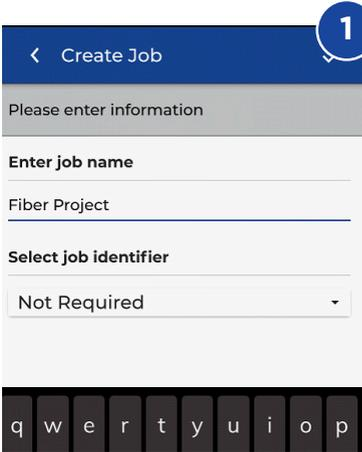 1
Create Job
Please enter information
Enter job name
Fiber Project
Select job identifier
Not Required
q w e r t y u i o p